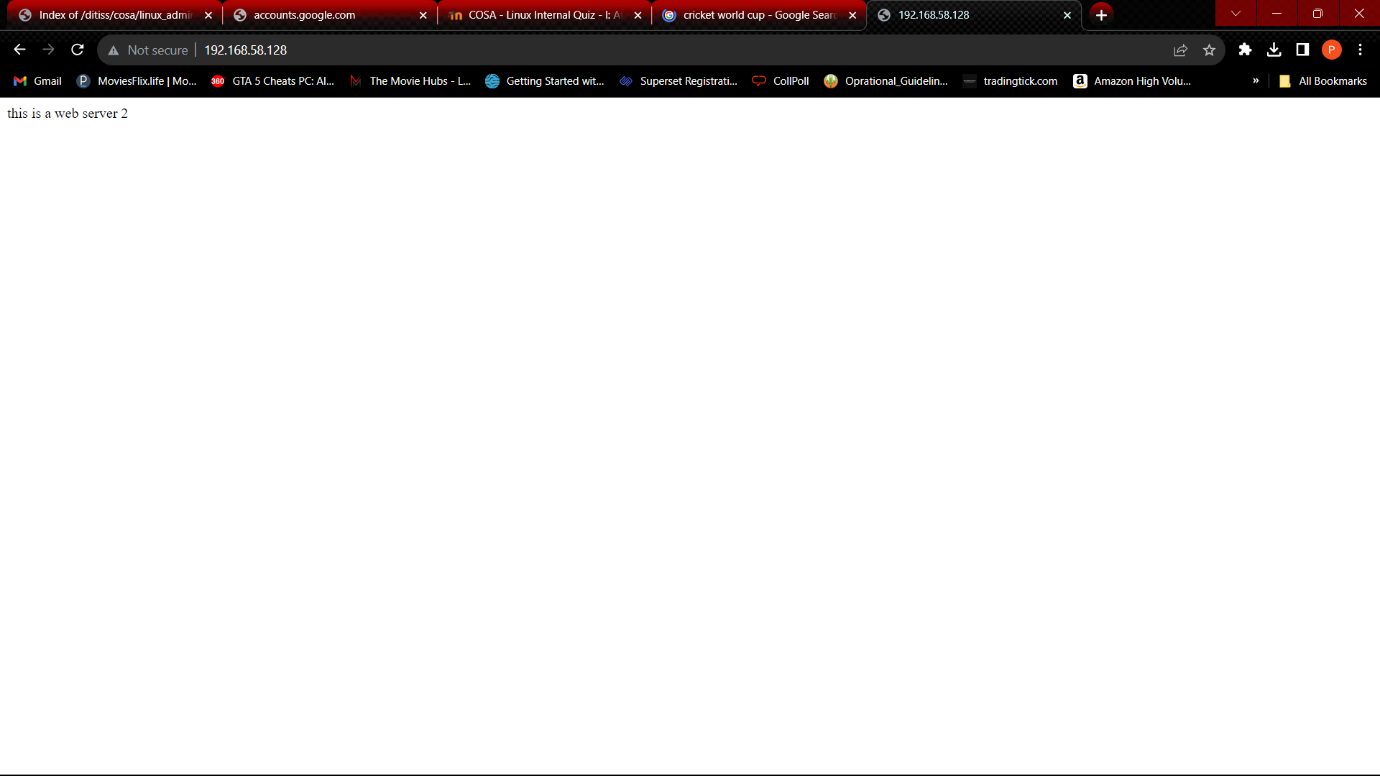 Index of /ditiss/cosa/linux_admin
accounts.google.com
COSA - Linux Internal Quiz - I: A
cricket world cup - Google Sear
192.168.58.128
Not secure
192.168.58.128
P
Gmail
P
MoviesFlix.life | Mo...
360
GTA 5 Cheats PC: Al...
The Movie Hubs - L...
Getting Started wit...
Superset Registrati...
CollPoll
Oprational_Guidelin...
tradingtick.com
a
Amazon High Volu...
»
All Bookmarks
this is a web server 2